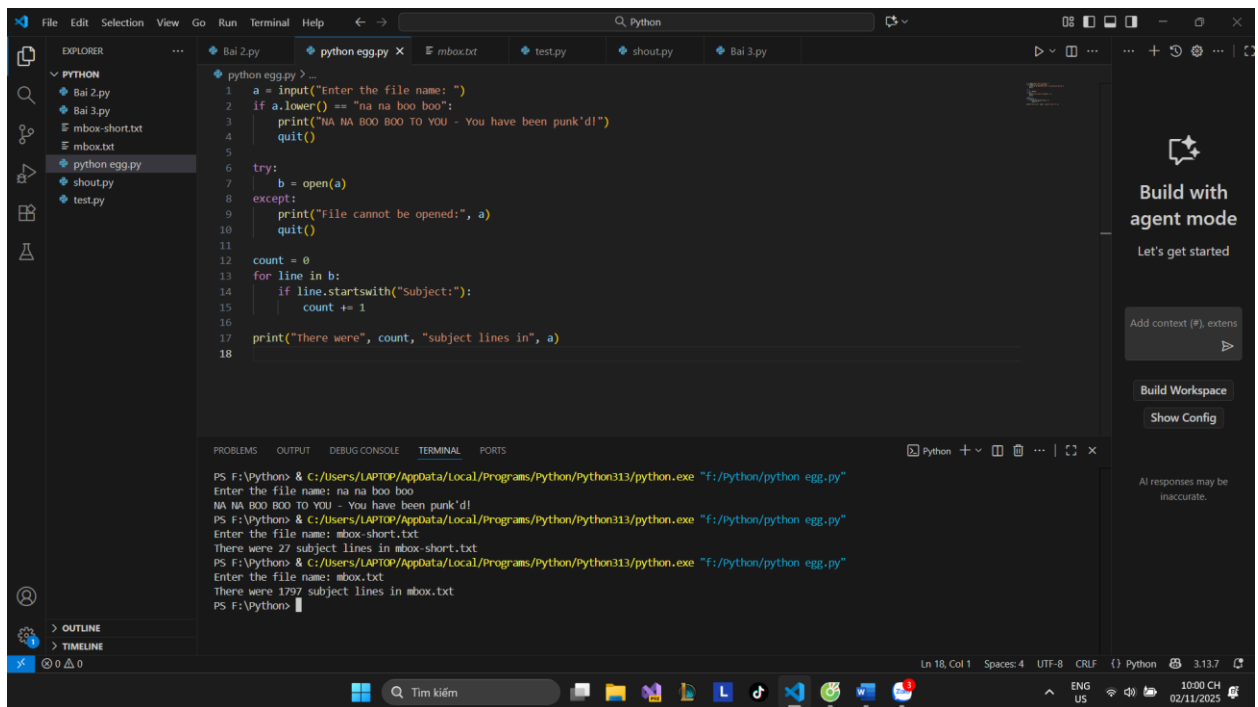 File Edit Selection View Go Run Terminal Help ← → Python
EXPLORER ...
PYTHON
Bai 2.py
Bai 3.py
mbox-short.txt
mbox.txt
python egg.py
shout.py
test.py
OUTLINE
TIMELINE
Bai 2.py python egg.py × mbox.txt test.py shout.py Bai 3.py
python egg.py > ...
1 a = input("Enter the file name: ")
2 if a.lower() == "na na boo boo":
3     print("NA NA BOO BOO TO YOU - You have been punk'd!")
4     quit()
5
6 try:
7     b = open(a)
8 except:
9     print("File cannot be opened:", a)
10     quit()
11
12 count = 0
13 for line in b:
14     if line.startswith("Subject:"):
15         count += 1
16
17 print("There were", count, "subject lines in", a)
18
PROBLEMS OUTPUT DEBUG CONSOLE TERMINAL PORTS Python
PS F:\Python> & C:/Users/LAPTOP/AppData/Local/Programs/Python/Python313/python.exe "f:/Python/python egg.py"
Enter the file name: na na boo boo
NA NA BOO BOO TO YOU - You have been punk'd!
PS F:\Python> & C:/Users/LAPTOP/AppData/Local/Programs/Python/Python313/python.exe "f:/Python/python egg.py"
Enter the file name: mbox-short.txt
There were 27 subject lines in mbox-short.txt
PS F:\Python> & C:/Users/LAPTOP/AppData/Local/Programs/Python/Python313/python.exe "f:/Python/python egg.py"
Enter the file name: mbox.txt
There were 1797 subject lines in mbox.txt
PS F:\Python>
Build with
agent mode
Let's get started
Add context (#), extens
Build Workspace
Show Config
AI responses may be
inaccurate.
1
0 0 Ln 18, Col 1 Spaces: 4 UTF-8 CRLF {} Python 3.13.7
Tìm kiếm L W Zalo 3 ENG
US
10:00 CH
02/11/2025